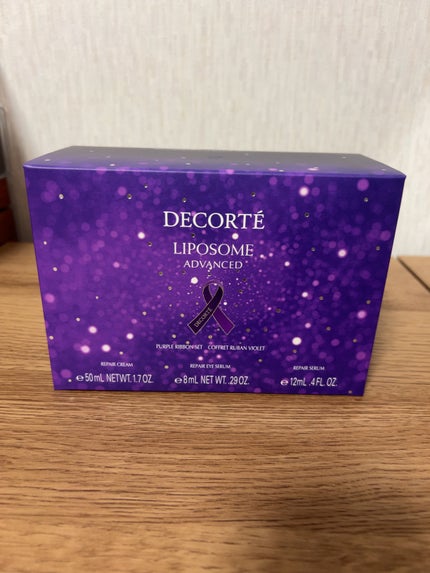 DECORTÉ
LIPOSOME
ADVANCED
DECORTÉ
PURPLE RIBBON SET COFFRET RUBAN VIOLET
REPAIR CREAM
℮ 50 mL NET WT. 1.7 OZ.
REPAIR EYE SERUM
℮ 8 mL NET WT. .29 OZ.
REPAIR SERUM
℮ 12mL .4 FL. OZ.